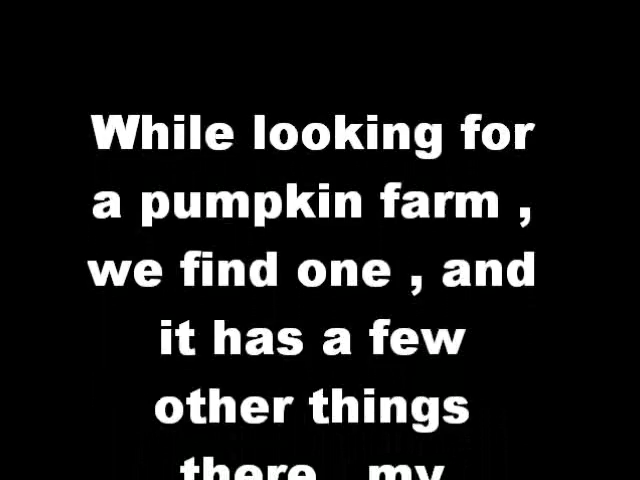 While looking for
a pumpkin farm ,
we find one , and
it has a few
other things
there   my